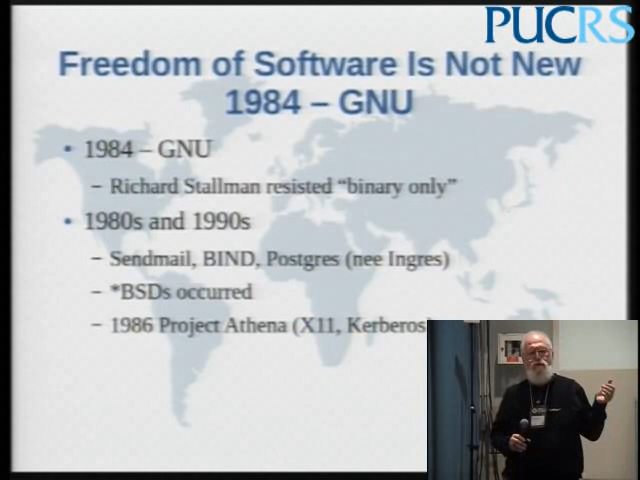 PUCRS
Freedom of Software Is Not New
1984 – GNU
• 1984 – GNU
– Richard Stallman resisted “binary only”
• 1980s and 1990s
– Sendmail, BIND, Postgres (nee Ingres)
– *BSDs occurred
– 1986 Project Athena (X11, Kerberos